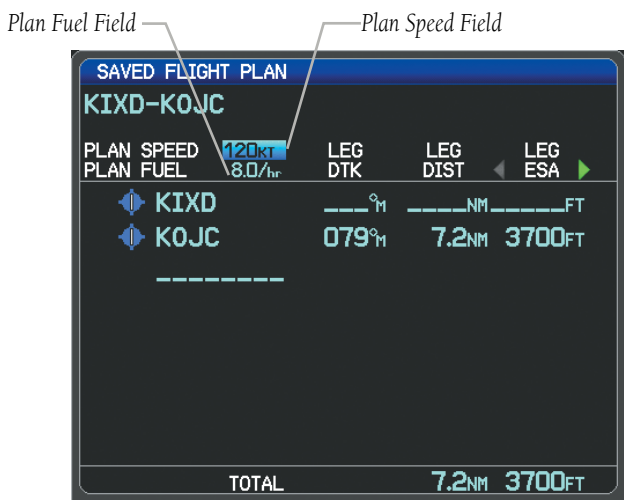 Plan Fuel Field Plan Speed Field
SAVED FLIGHT PLAN
KIXD-KOJC
PLAN SPEED 120KT LEG LEG LEG
PLAN FUEL 8.0/hr DTK DIST ESA
KIXD ___°M ____NM _____FT
KOJC 079°M 7.2NM 3700FT
________
TOTAL 7.2NM 3700FT